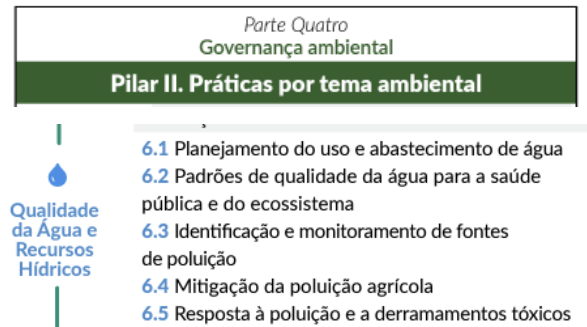 Parte Quatro
Governança ambiental
Pilar II. Práticas por tema ambiental
Qualidade
da Água e
Recursos
Hídricos
6.1 Planejamento do uso e abastecimento de água
6.2 Padrões de qualidade da água para a saúde
pública e do ecossistema
6.3 Identificação e monitoramento de fontes
de poluição
6.4 Mitigação da poluição agrícola
6.5 Resposta à poluição e a derramamentos tóxicos